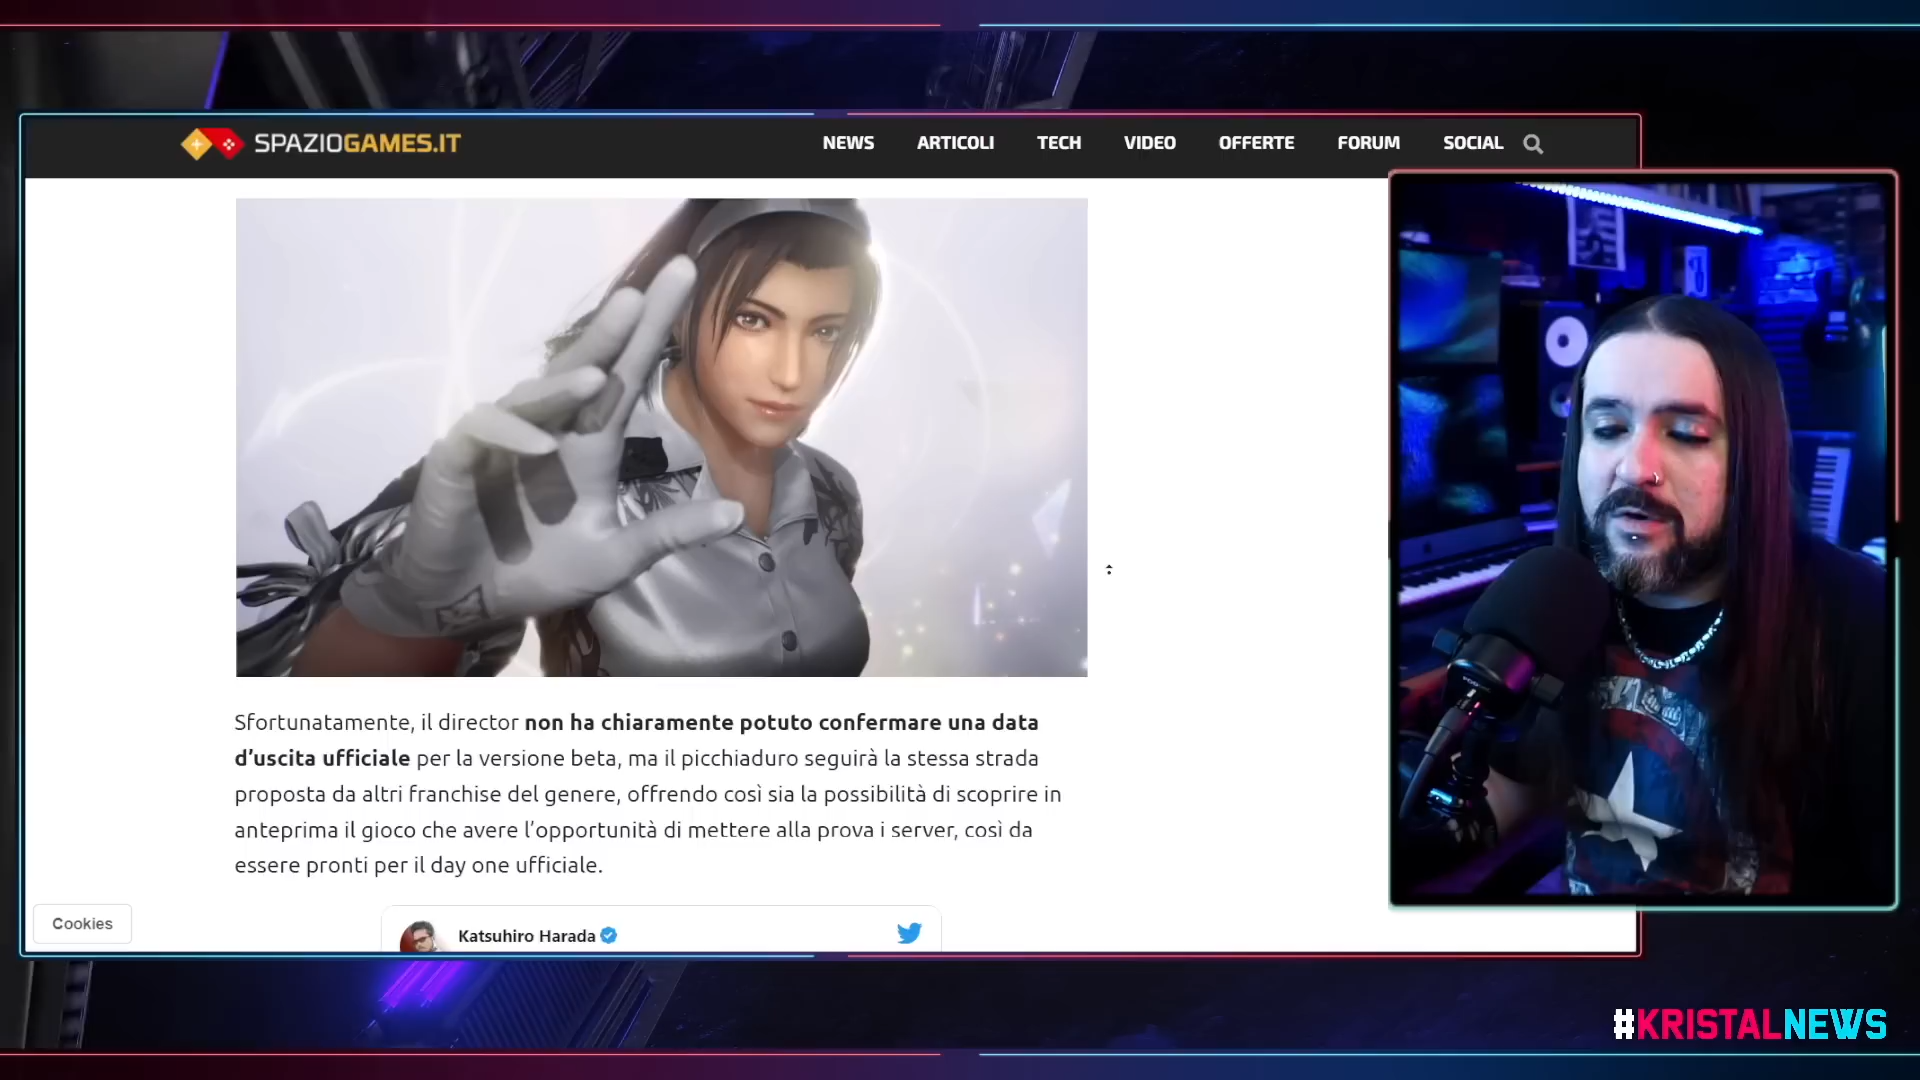 SPAZIOGAMES.IT
NEWS ARTICOLI TECH VIDEO OFFERTE FORUM SOCIAL
Sfortunatamente, il director non ha chiaramente potuto confermare una data
d'uscita ufficiale per la versione beta, ma il picchiaduro seguirà la stessa strada
proposta da altri franchise del genere, offrendo così sia la possibilità di scoprire in
anteprima il gioco che avere l'opportunità di mettere alla prova i server, così da
essere pronti per il day one ufficiale.
Cookies
Katsuhiro Harada
#KRISTALNEWS